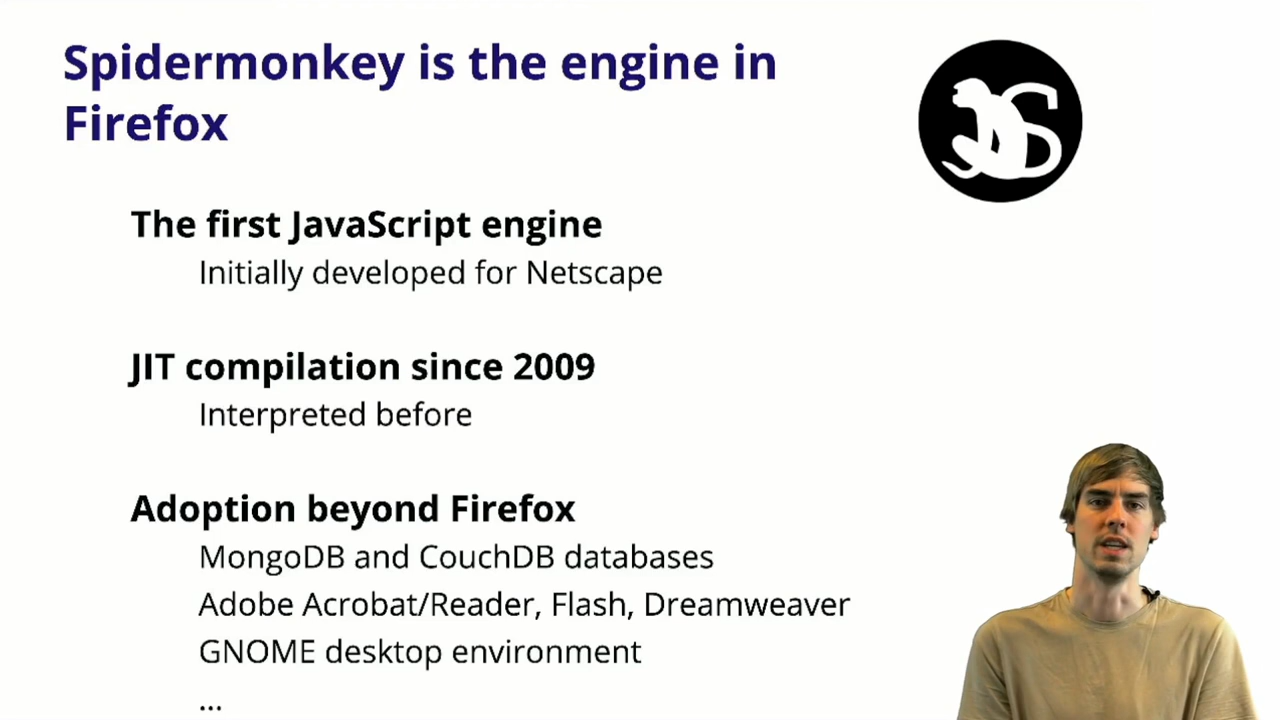 Spidermonkey is the engine in
Firefox
The first JavaScript engine
Initially developed for Netscape
JIT compilation since 2009
Interpreted before
Adoption beyond Firefox
MongoDB and CouchDB databases
Adobe Acrobat/Reader, Flash, Dreamweaver
GNOME desktop environment
...